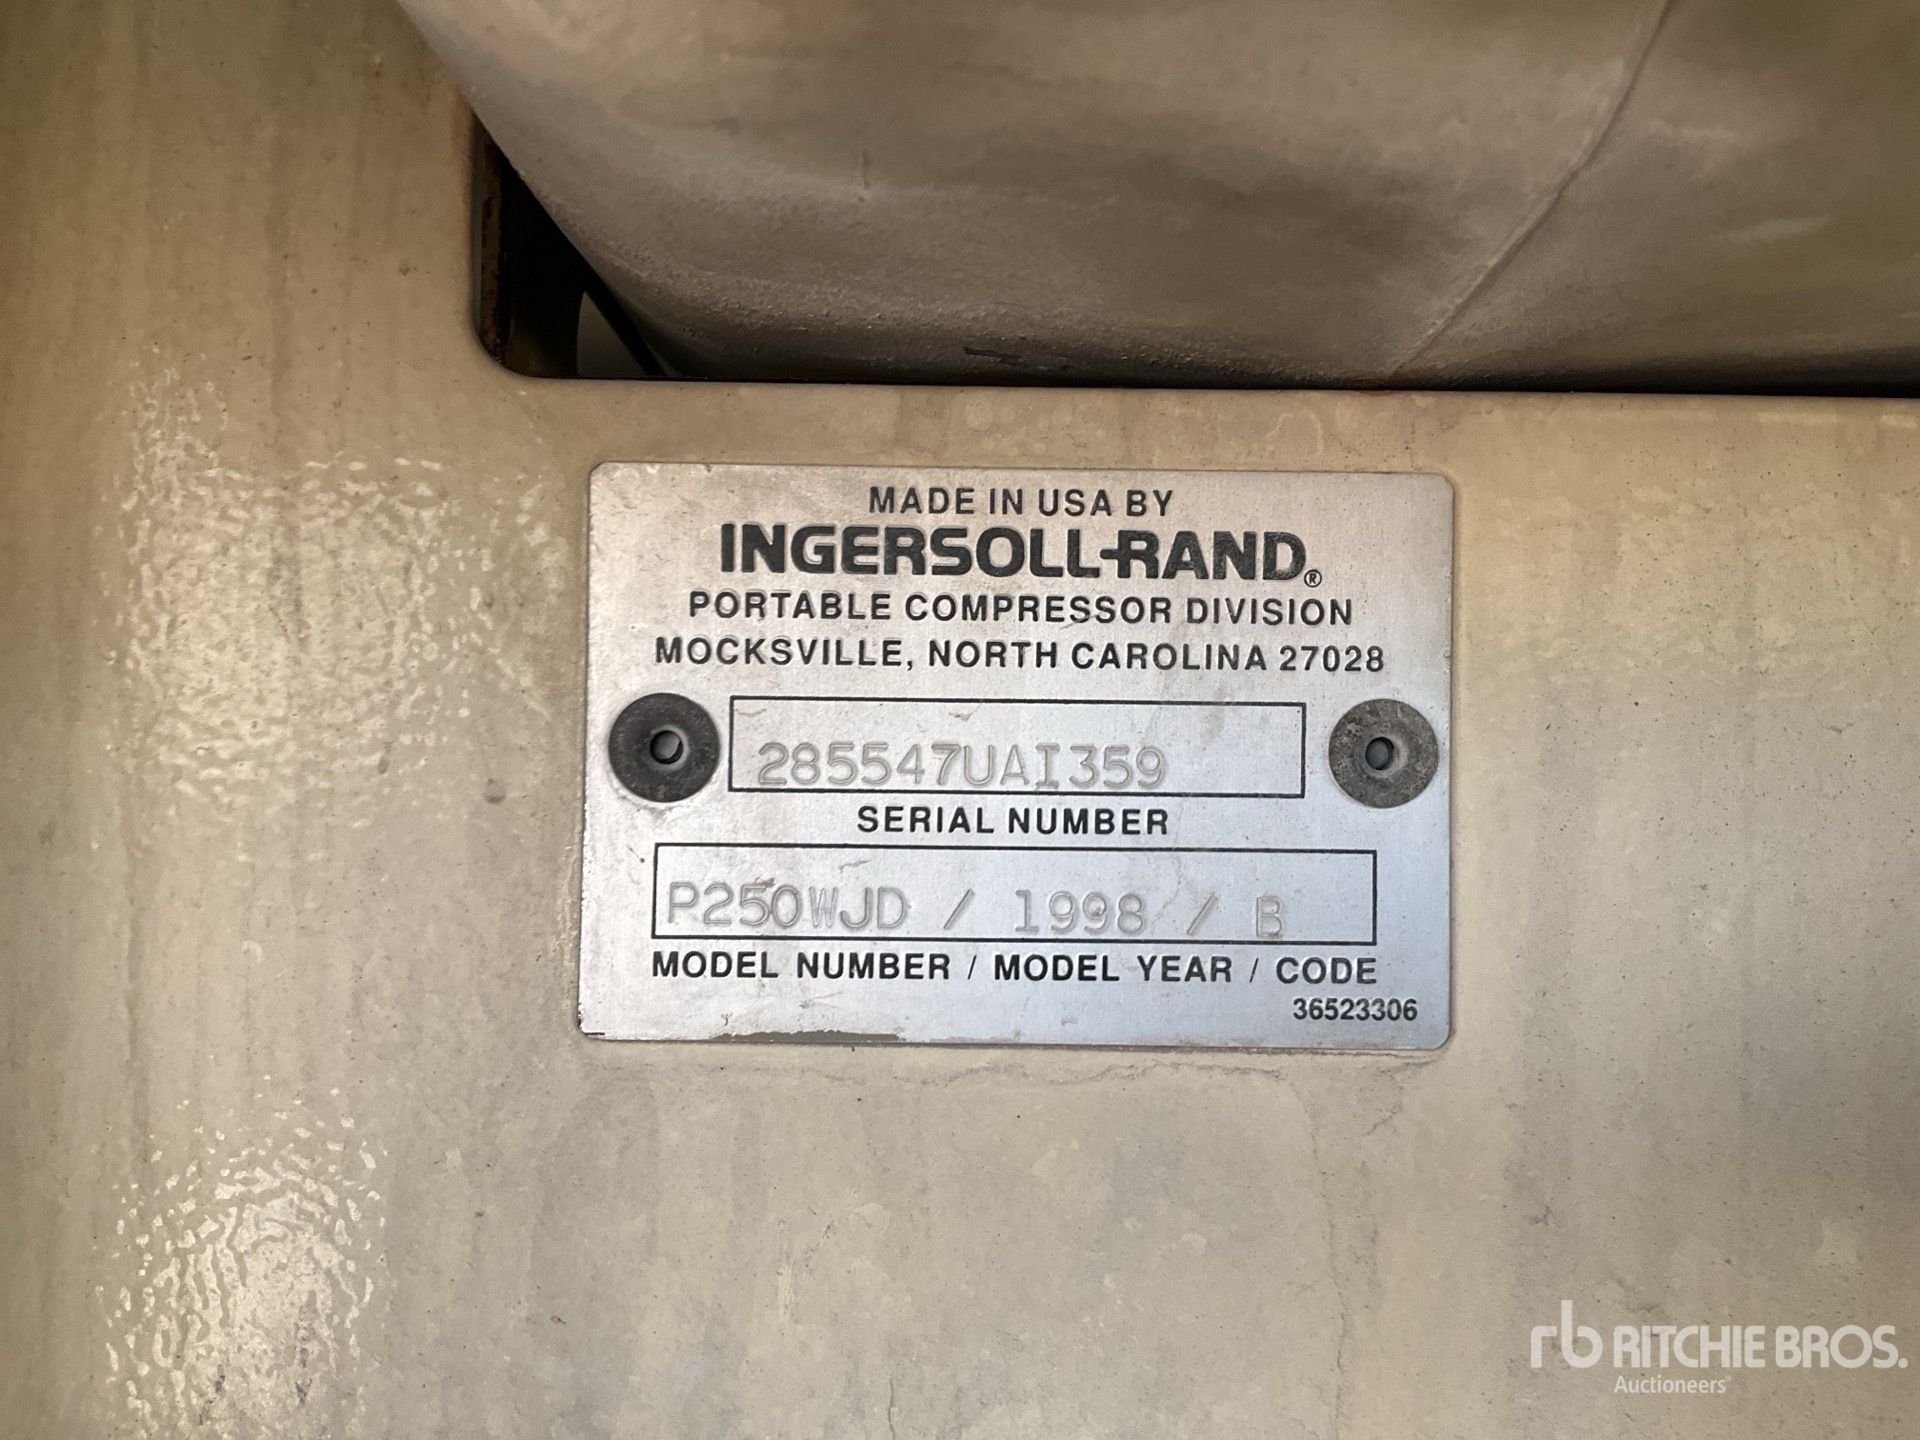 MADE IN USA BY
INGERSOLL-RAND®
PORTABLE COMPRESSOR DIVISION
MOCKSVILLE, NORTH CAROLINA 27028
285547UAI359
SERIAL NUMBER
P250WJD / 1998 / B
MODEL NUMBER / MODEL YEAR / CODE
36523306
rb RITCHIE BROS.
Auctioneers